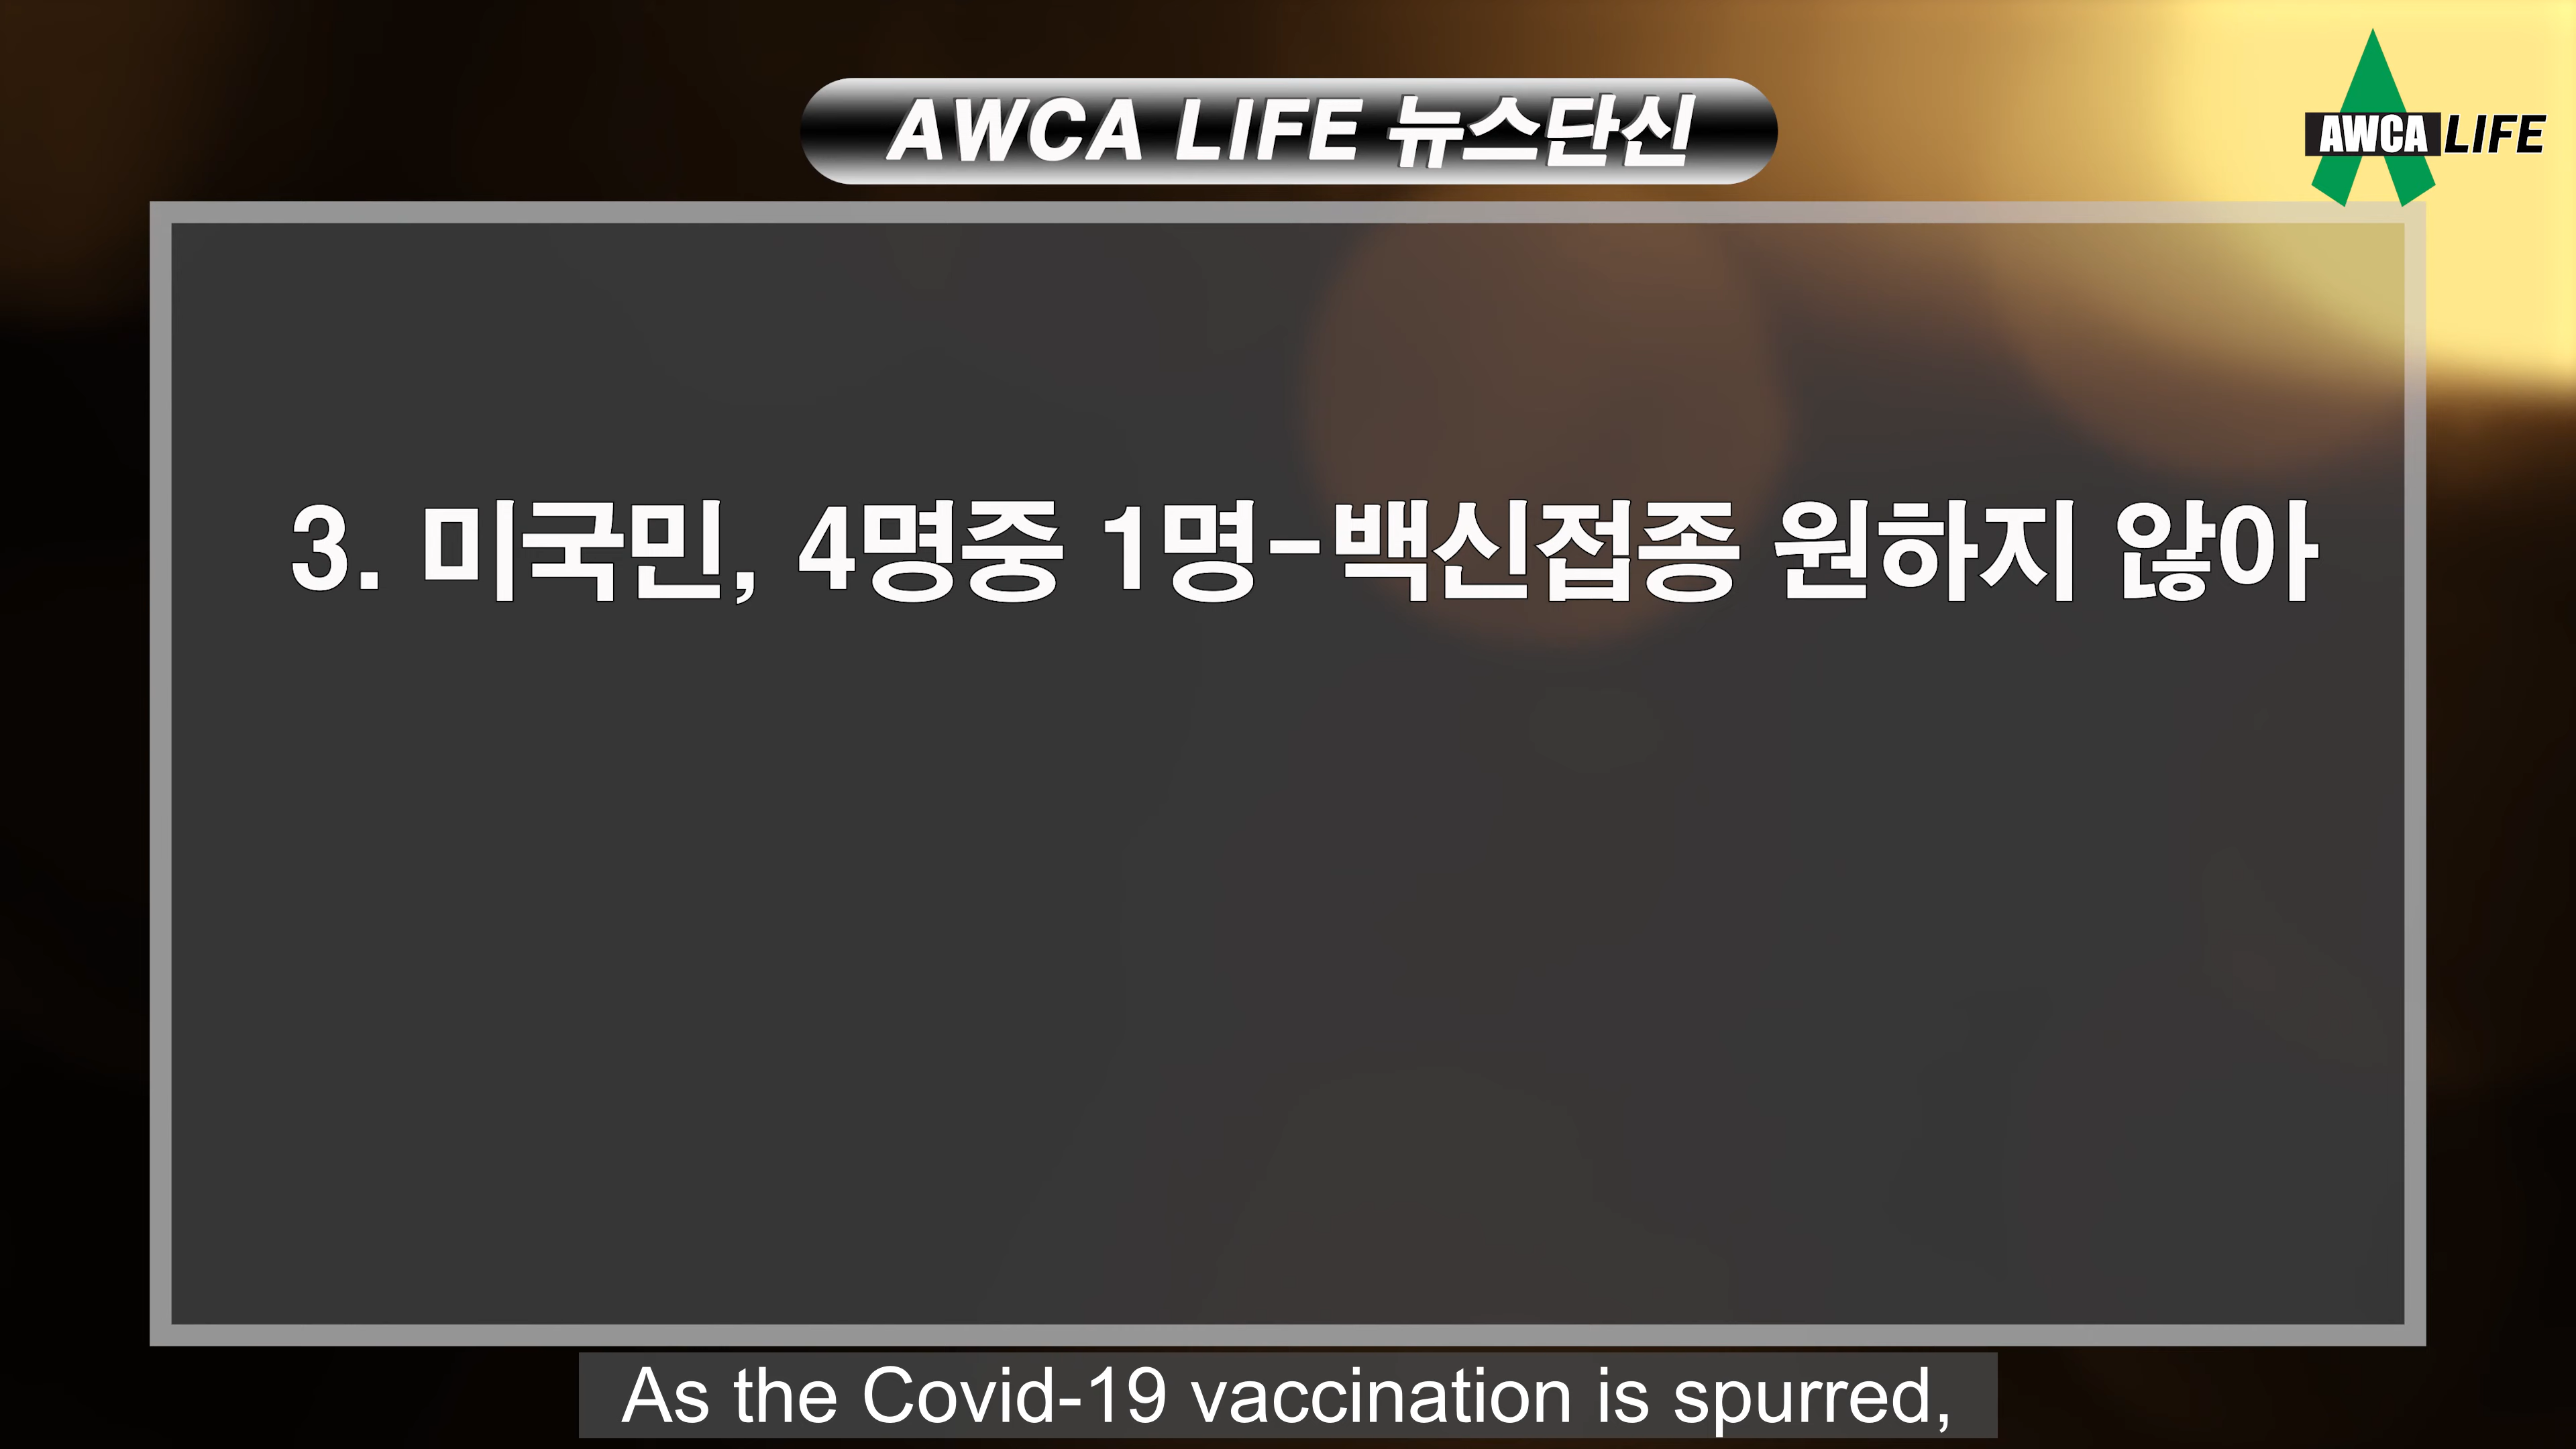 AWCA LIFE 뉴스단신
AWCA LIFE
3. 미국민, 4명중 1명-백신접종 원하지 않아
As the Covid-19 vaccination is spurred,